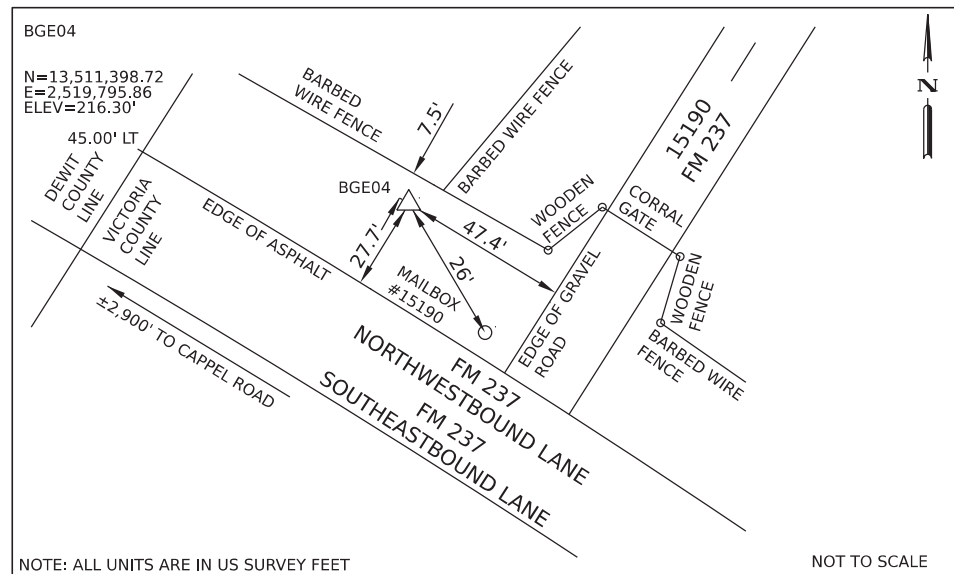 BGE04
N=13,511,398.72
E=2,519,795.86
ELEV=216.30'
45.00' LT
DEWIT
COUNTY
LINE
VICTORIA
COUNTY
LINE
BARBED
WIRE FENCE
7.5'
BARBED WIRE FENCE
15190
FM 237
N
BGE04
EDGE OF ASPHALT
27.7'
47.4'
26'
MAILBOX
#15190
WOODEN
FENCE
CORRAL
GATE
EDGE OF GRAVEL
ROAD
WOODEN
FENCE
BARBED WIRE
FENCE
±2,900' TO CAPPEL ROAD
FM 237
NORTHWESTBOUND LANE
FM 237
SOUTHEASTBOUND LANE
NOTE: ALL UNITS ARE IN US SURVEY FEET
NOT TO SCALE